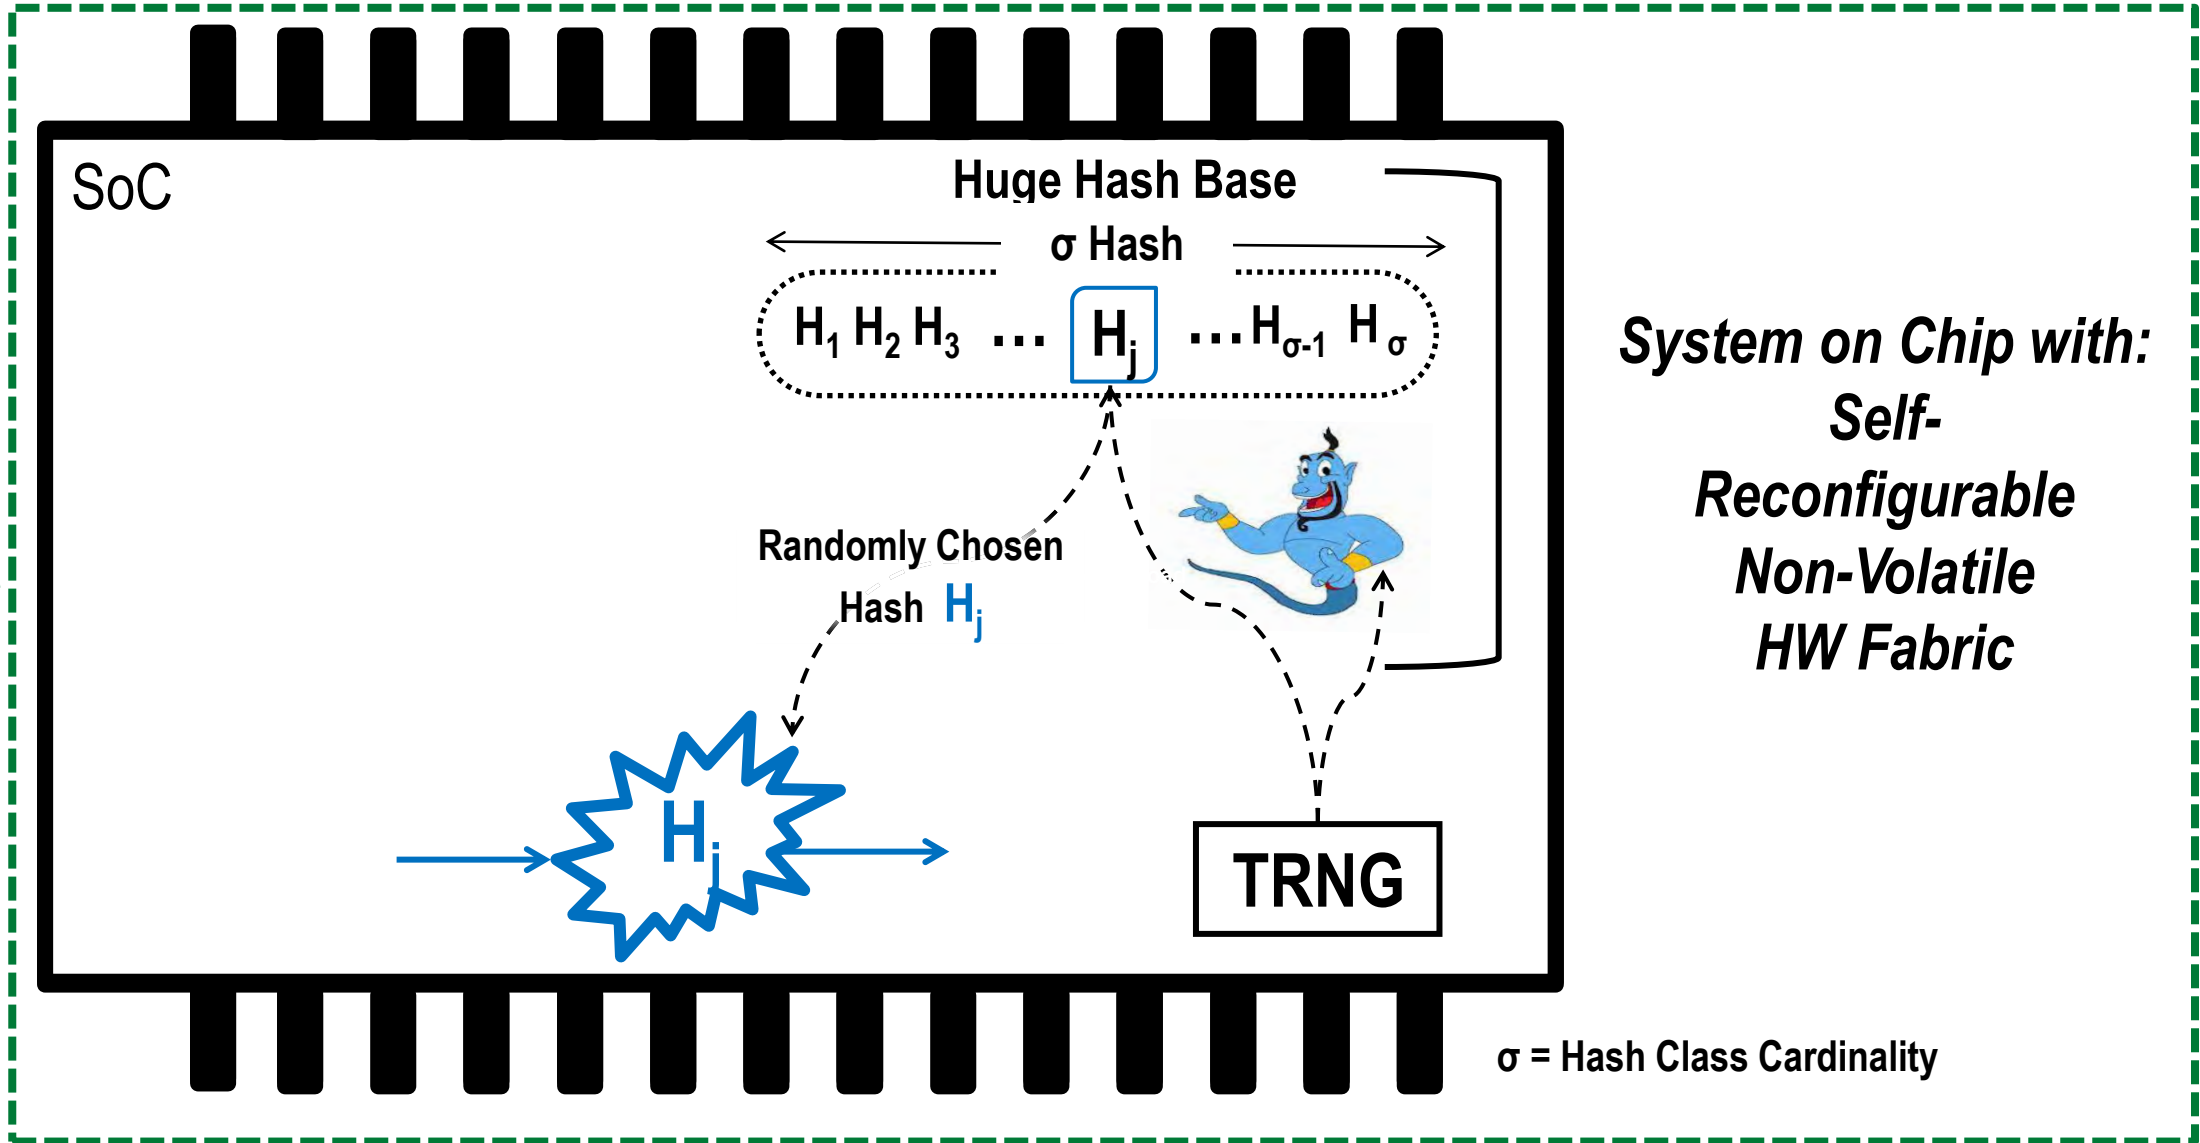 SoC
Huge Hash Base
σ Hash
H1 H2 H3 ... Hj ...Hσ-1 Hσ
Randomly Chosen
Hash Hj
Hj
TRNG
System on Chip with:
Self-
Reconfigurable
Non-Volatile
HW Fabric
σ = Hash Class Cardinality